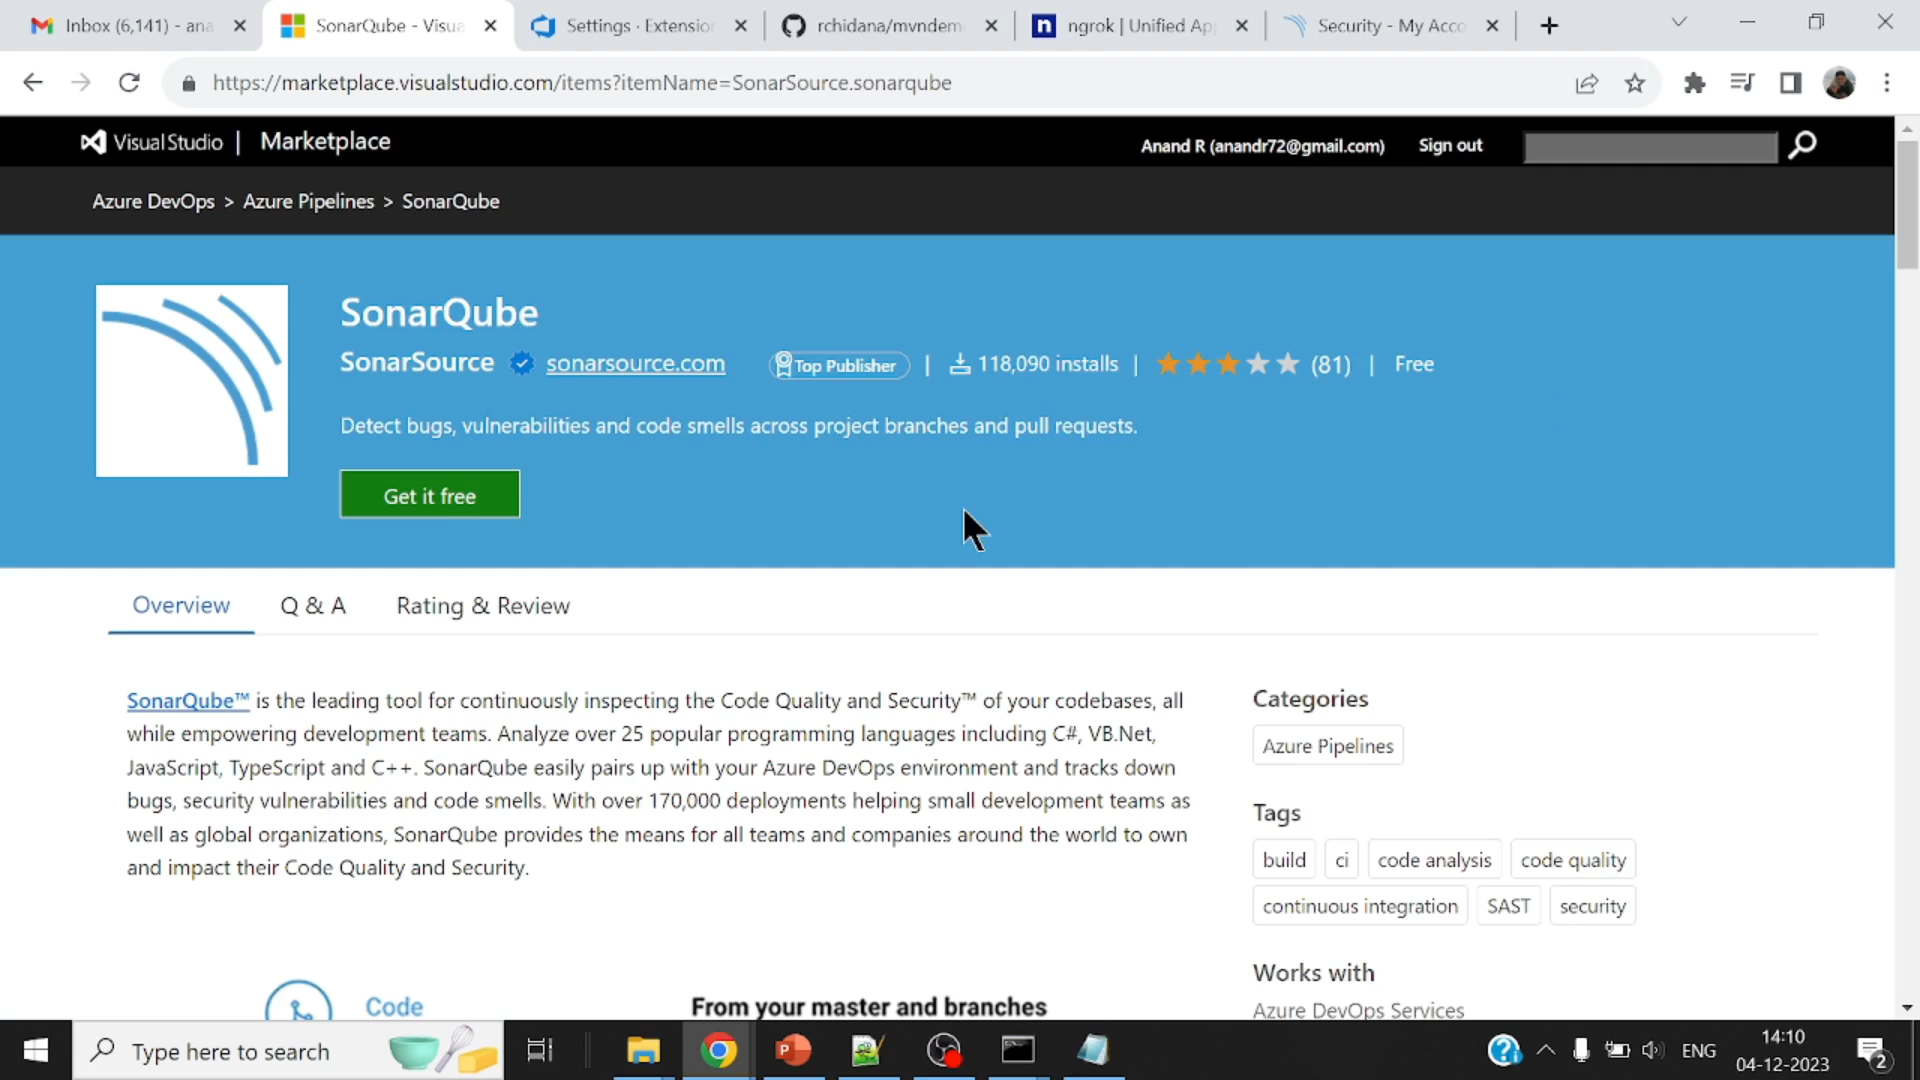 Inbox (6,141) - ana
SonarQube - Visua
Settings · Extension
rchidana/mvndem
ngrok | Unified Ap
Security - My Acco
https://marketplace.visualstudio.com/items?itemName=SonarSource.sonarqube
Visual Studio | Marketplace
Anand R (anandr72@gmail.com) Sign out
Azure DevOps > Azure Pipelines > SonarQube
SonarQube
SonarSource sonarsource.com Top Publisher | 118,090 installs | (81) | Free
Detect bugs, vulnerabilities and code smells across project branches and pull requests.
Get it free
Overview Q & A Rating & Review
SonarQube™ is the leading tool for continuously inspecting the Code Quality and Security™ of your codebases, all
while empowering development teams. Analyze over 25 popular programming languages including C#, VB.Net,
JavaScript, TypeScript and C++. SonarQube easily pairs up with your Azure DevOps environment and tracks down
bugs, security vulnerabilities and code smells. With over 170,000 deployments helping small development teams as
well as global organizations, SonarQube provides the means for all teams and companies around the world to own
and impact their Code Quality and Security.
Code
From your master and branches
Categories
Azure Pipelines
Tags
build ci code analysis code quality
continuous integration SAST security
Works with
Azure DevOps Services
Type here to search
ENG
14:10
04-12-2023
2